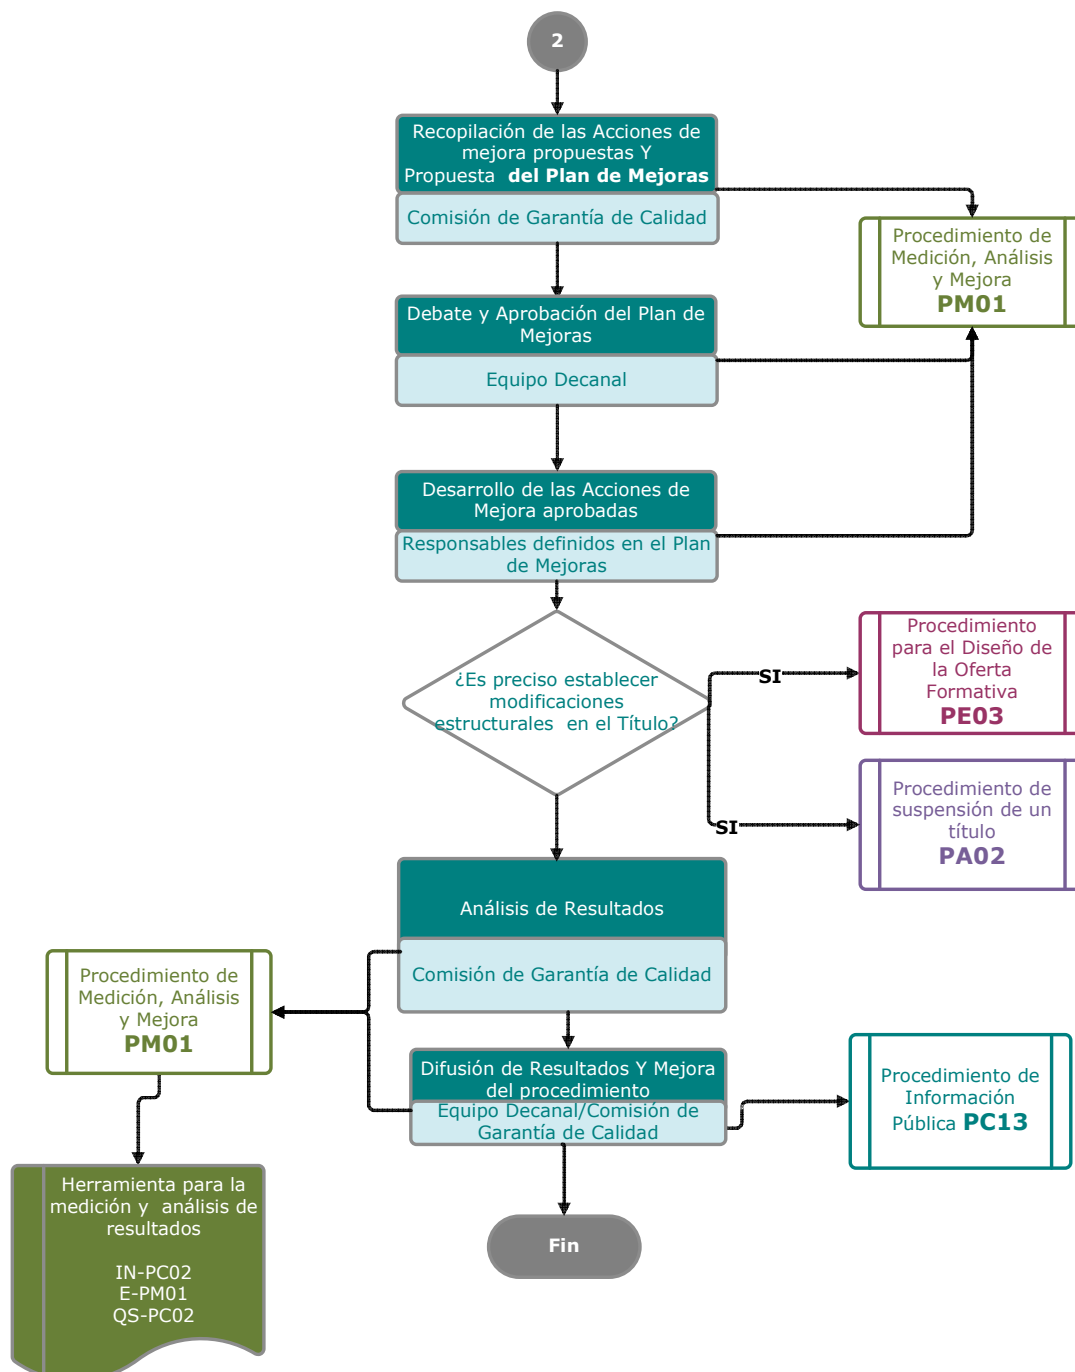 2
Recopilación de las Acciones de
mejora propuestas Y
Propuesta del Plan de Mejoras
Comisión de Garantía de Calidad
Procedimiento de
Medición, Análisis
y Mejora
PM01
Debate y Aprobación del Plan de
Mejoras
Equipo Decanal
Desarrollo de las Acciones de
Mejora aprobadas
Responsables definidos en el Plan
de Mejoras
¿Es preciso establecer
modificaciones
estructurales en el Título?
SI
Procedimiento
para el Diseño de
la Oferta
Formativa
PE03
SI
Procedimiento de
suspensión de un
título
PA02
Análisis de Resultados
Comisión de Garantía de Calidad
Procedimiento de
Medición, Análisis
y Mejora
PM01
Difusión de Resultados Y Mejora
del procedimiento
Equipo Decanal/Comisión de
Garantía de Calidad
Procedimiento de
Información
Pública PC13
Herramienta para la
medición y análisis de
resultados
IN-PC02
E-PM01
QS-PC02
Fin